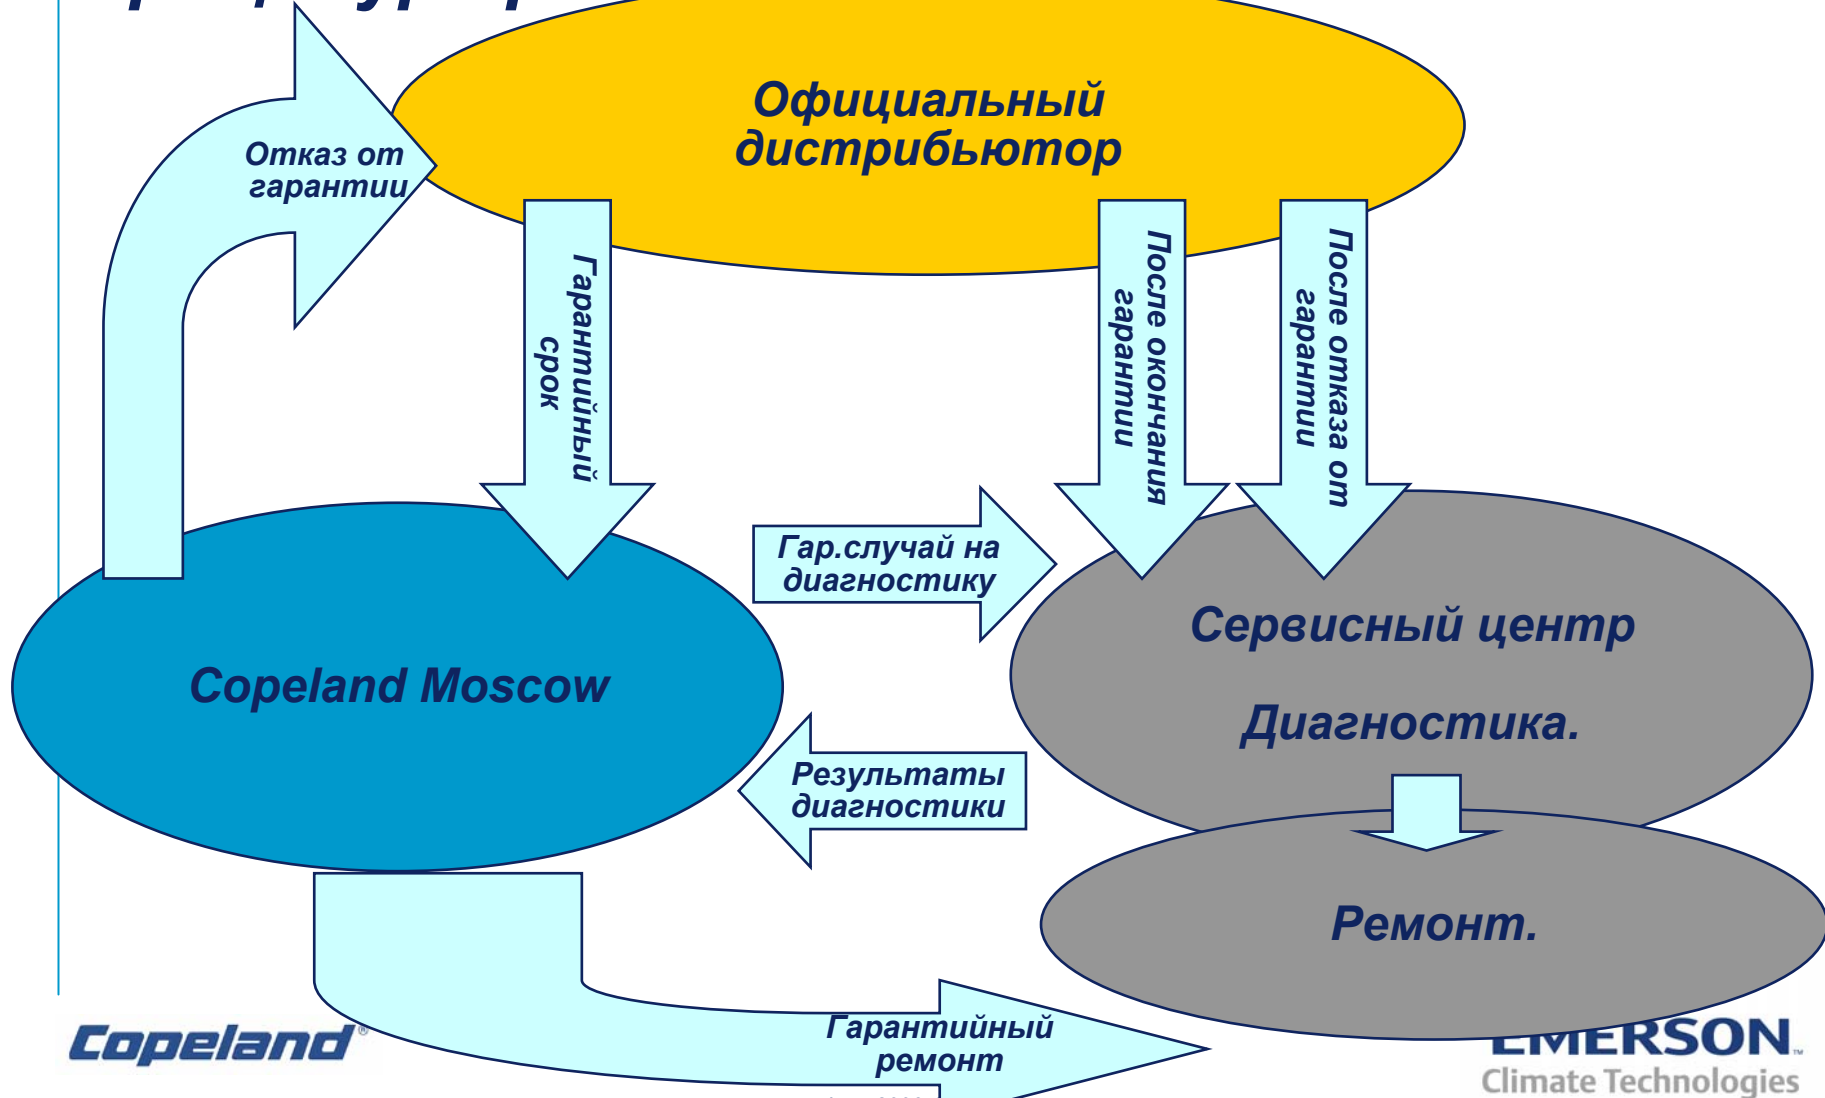 Официальный
дистрибьютор
Отказ от
гарантии
Гарантийный
срок
После окончания
гарантии
После отказа от
гарантии
Гар.случай на
диагностику
Сервисный центр
Диагностика.
Copeland Moscow
Результаты
диагностики
Ремонт.
Гарантийный
ремонт
Copeland®
EMERSON™
Climate Technologies